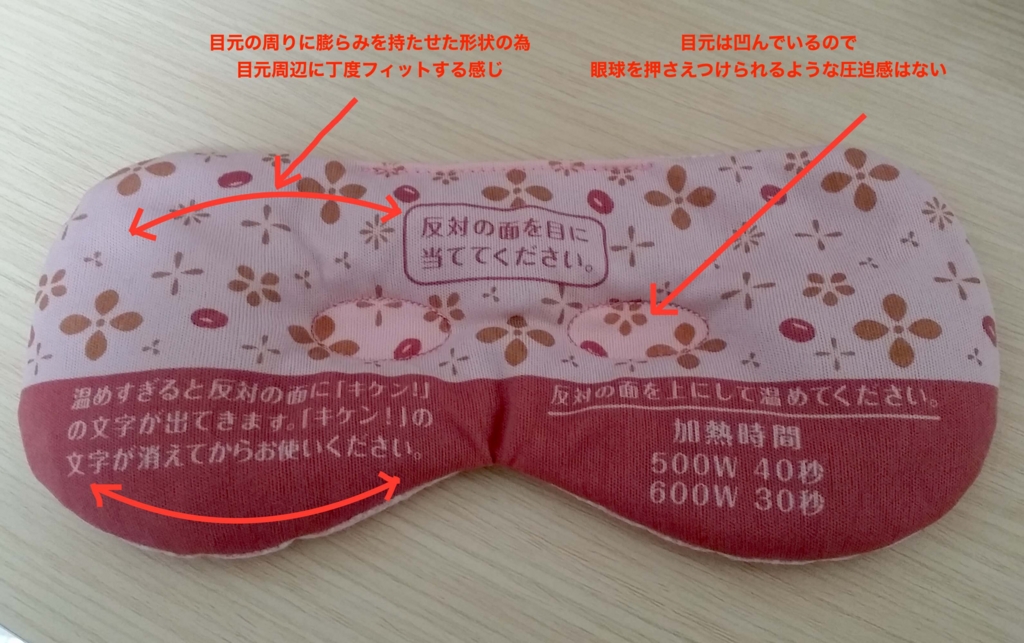 目元の周りに膨らみを持たせた形状の為
目元周辺に丁度フィットする感じ
目元は凹んでいるので
眼球を押さえつけられるような圧迫感はない
反対の面を目に
当ててください。
温めすぎると反対の面に「キケン!」
の文字が出てきます。「キケン!」の
文字が消えてからお使いください。
反対の面を上にして温めてください。
加熱時間
500W 40秒
600W 30秒